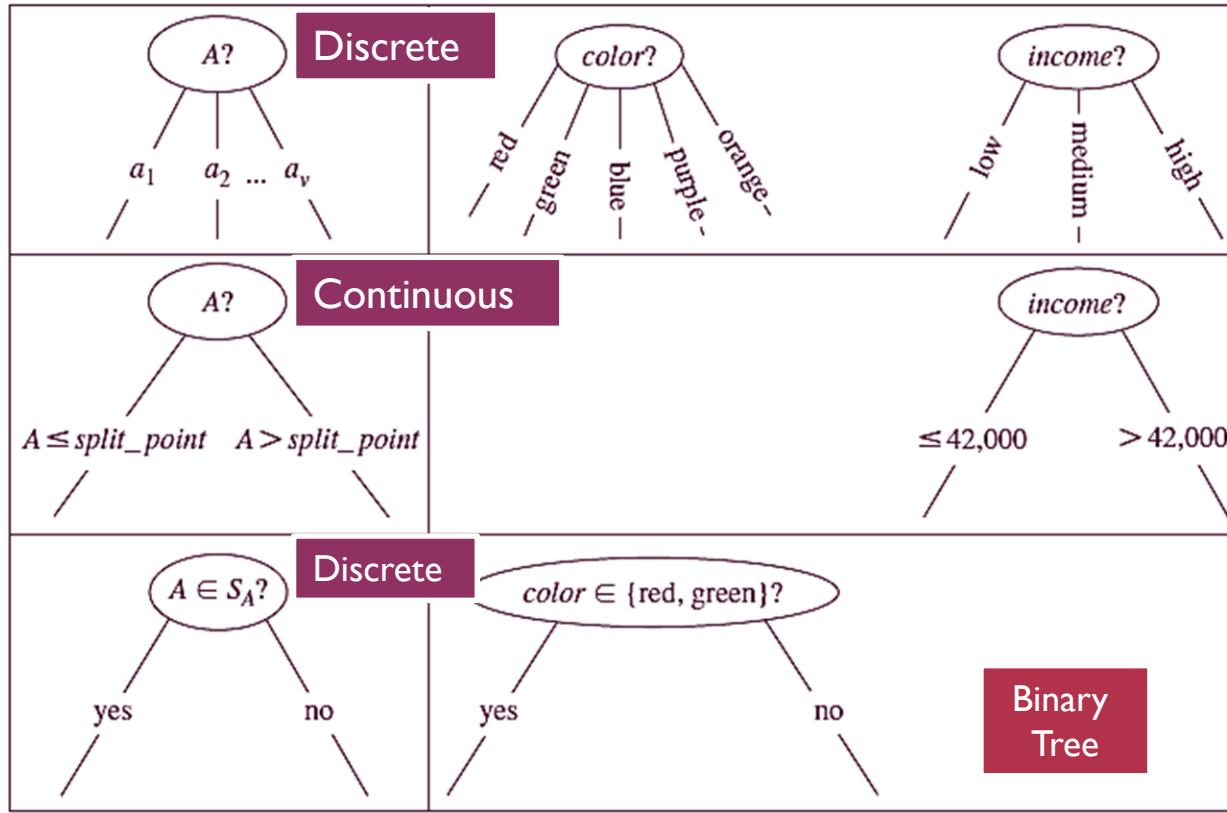 A?
Discrete
a₁ a₂ ... aᵥ
color?
red
green
blue
purple
orange
income?
low
medium
high
A?
Continuous
A ≤ split_point A > split_point
income?
≤ 42,000 > 42,000
A ∈ S_A?
Discrete
yes no
color ∈ {red, green}?
yes no
Binary
Tree